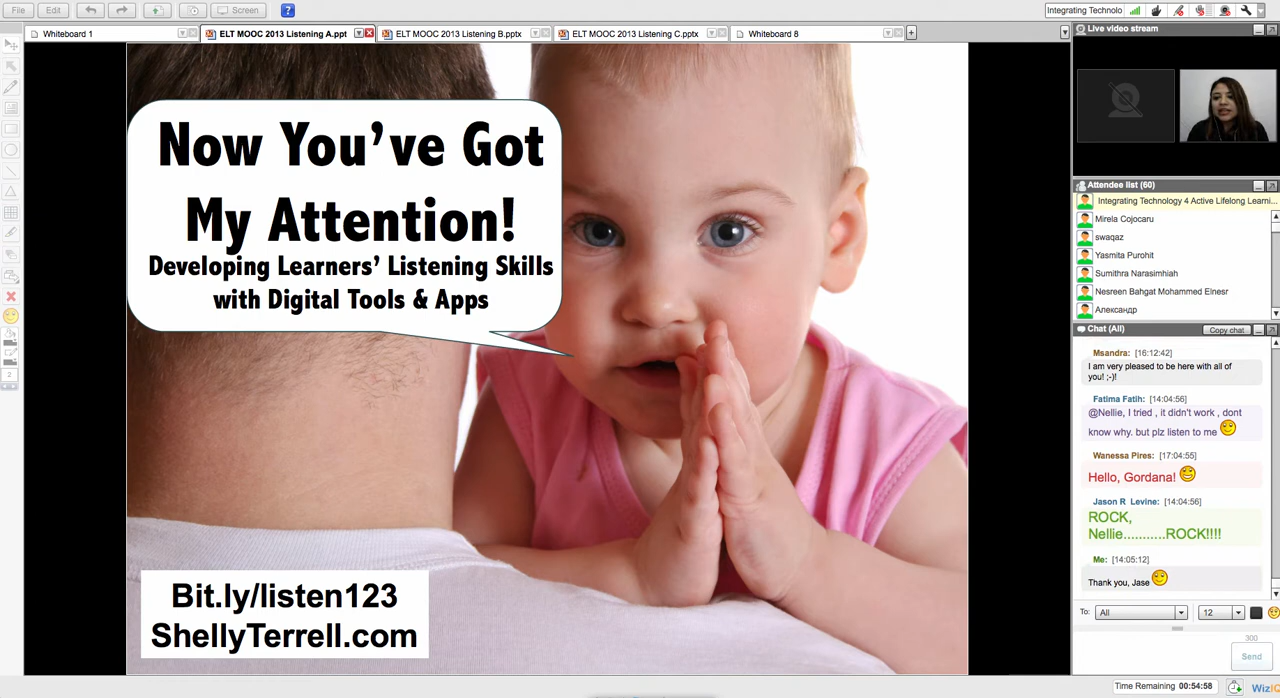 File
Edit
Screen
?
Integrating Technolo
Whiteboard 1
ELT MOOC 2013 Listening A.ppt
ELT MOOC 2013 Listening B.pptx
ELT MOOC 2013 Listening C.pptx
Whiteboard 8
Now You've Got
My Attention!
Developing Learners' Listening Skills
with Digital Tools & Apps
Bit.ly/listen123
ShellyTerrell.com
2
Live video stream
Attendee list (60)
Integrating Technology 4 Active Lifelong Learni...
Mirela Cojocaru
swaqaz
Yasmita Purohit
Sumithra Narasimhiah
Nesreen Bahgat Mohammed Elnesr
Александр
Chat (All)
Copy chat
Msandra: [16:12:42]
I am very pleased to be here with all of
you! ;-)!
Fatima Fatih: [14:04:56]
@Nellie, I tried , it didn't work , dont
know why. but plz listen to me
Wanessa Pires: [17:04:55]
Hello, Gordana!
Jason R Levine: [14:04:56]
ROCK,
Nellie..........ROCK!!!!
Me: [14:05:12]
Thank you, Jase
To: All 12
300
Send
Time Remaining 00:54:58
WizIQ